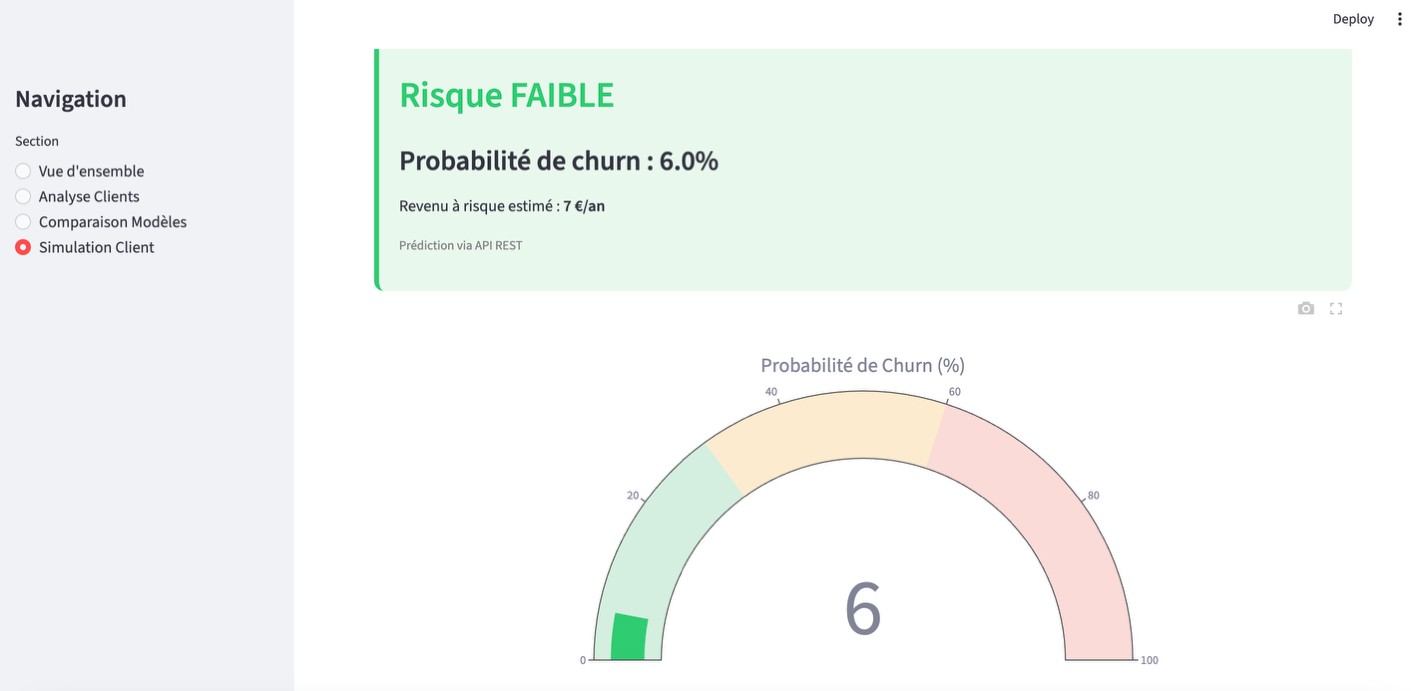 Deploy
Navigation
Section
Vue d'ensemble
Analyse Clients
Comparaison Modèles
Simulation Client
Risque FAIBLE
Probabilité de churn : 6.0%
Revenu à risque estimé : 7 €/an
Prédiction via API REST
Probabilité de Churn (%)
40
60
20
80
6
0
100